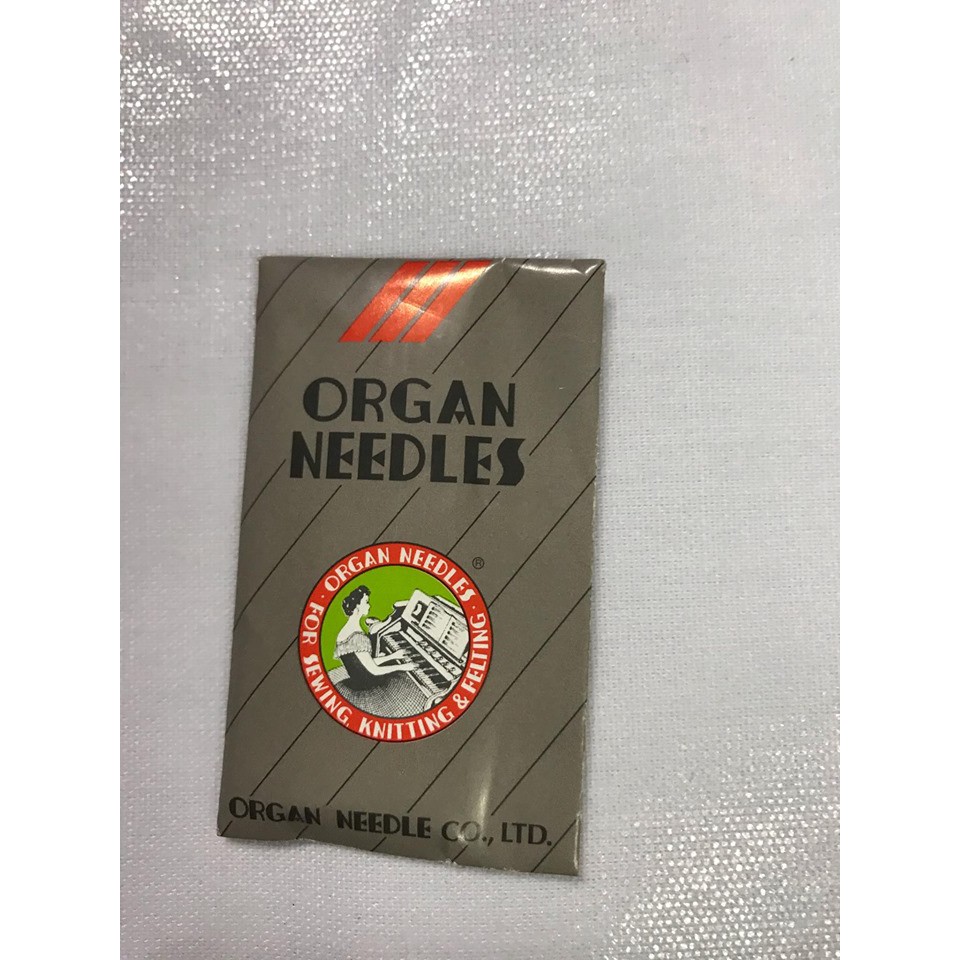 ORGAN
NEEDLES
®
· ORGAN NEEDLES ·
FOR SEWING, KNITTING & FELTING
ORGAN NEEDLE CO., LTD.